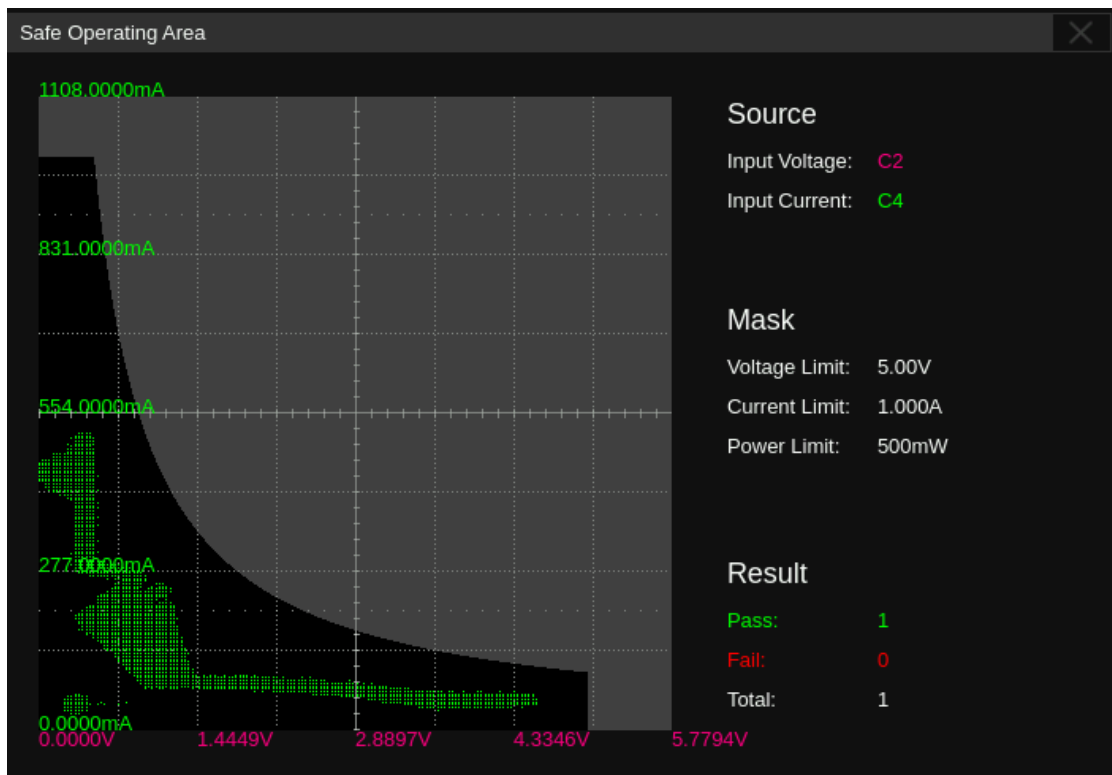 Safe Operating Area
1108.0000mA
831.0000mA
554.0000mA
277.0000mA
0.0000mA
0.0000V 1.4449V 2.8897V 4.3346V 5.7794V
Source
Input Voltage: C2
Input Current: C4
Mask
Voltage Limit: 5.00V
Current Limit: 1.000A
Power Limit: 500mW
Result
Pass: 1
Fail: 0
Total: 1